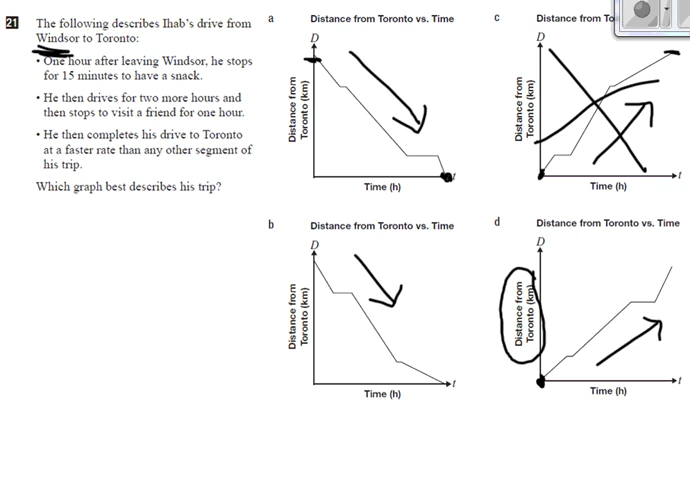 21
The following describes Ihab's drive from
Windsor to Toronto:
• One hour after leaving Windsor, he stops
for 15 minutes to have a snack.
• He then drives for two more hours and
then stops to visit a friend for one hour.
• He then completes his drive to Toronto
at a faster rate than any other segment of
his trip.
Which graph best describes his trip?
a
Distance from Toronto vs. Time
D
Distance from
Toronto (km)
t
Time (h)
b
Distance from Toronto vs. Time
D
Distance from
Toronto (km)
t
Time (h)
c
Distance from To
D
Distance from
Toronto (km)
t
Time (h)
d
Distance from Toronto vs. Time
D
Distance from
Toronto (km)
t
Time (h)